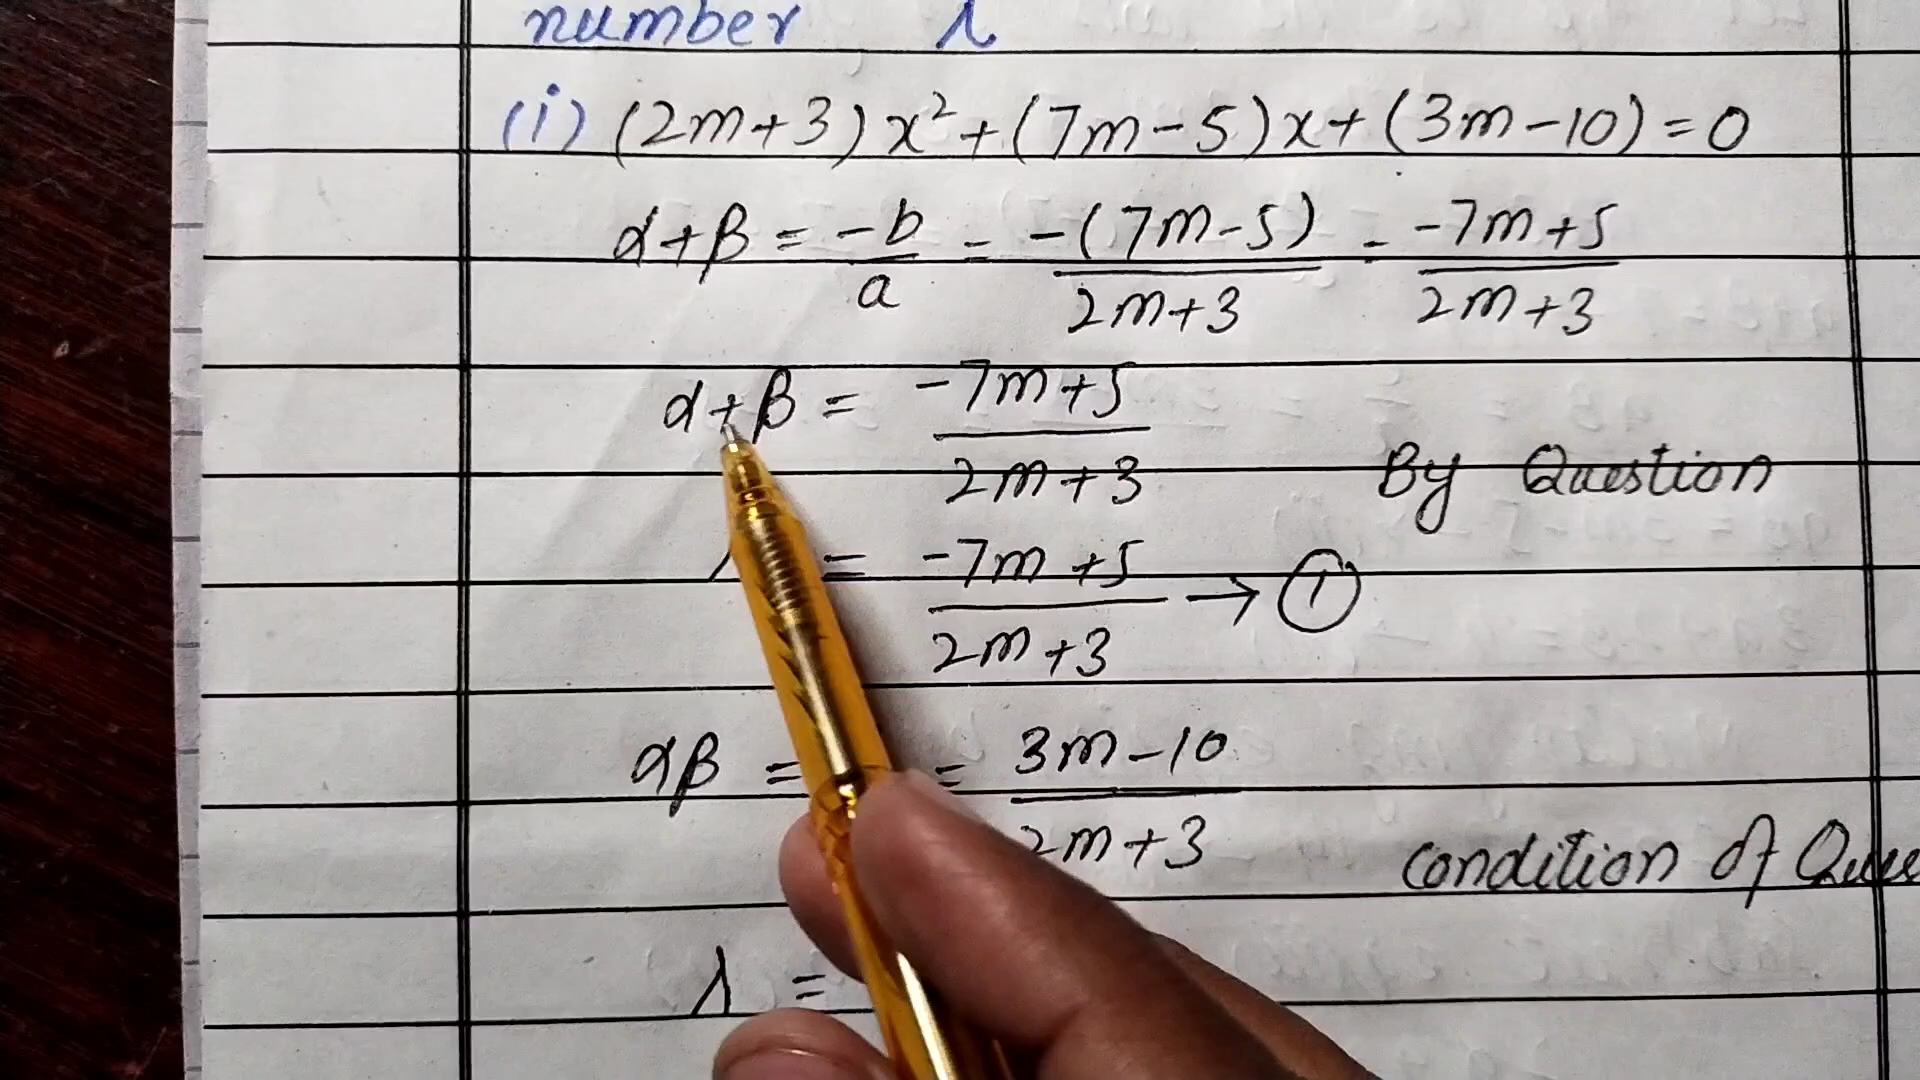 number λ
(i) (2m+3)x²+(7m-5)x+(3m-10)=0
α+β = -b/a = -(7m-5)/2m+3 = -7m+5/2m+3
α+β = -7m+5/2m+3
By Question
= -7m+5/2m+3 → ①
αβ = = 3m-10/2m+3
condition of
λ =